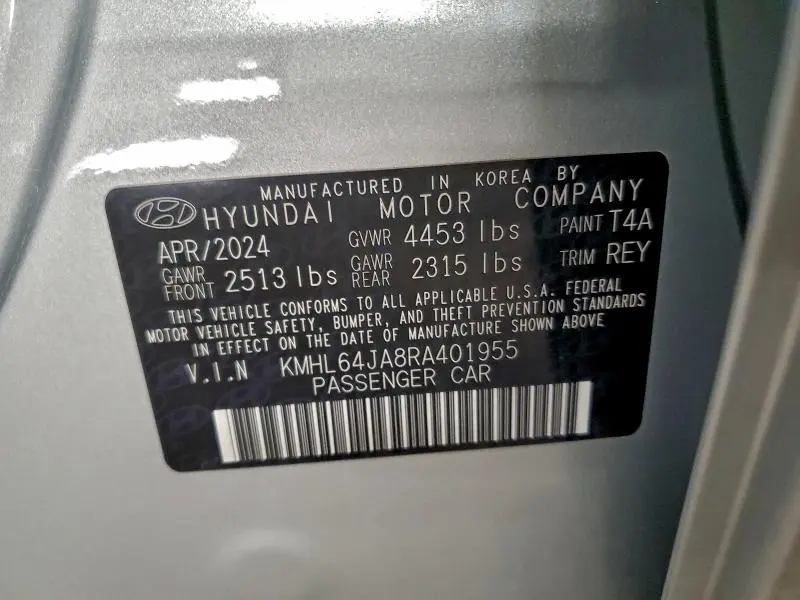 MANUFACTURED IN KOREA BY
HYUNDAI MOTOR COMPANY
APR/2024 GVWR 4453 lbs PAINT T4A
GAWR FRONT 2513 lbs GAWR REAR 2315 lbs TRIM REY
THIS VEHICLE CONFORMS TO ALL APPLICABLE U.S.A. FEDERAL
MOTOR VEHICLE SAFETY, BUMPER, AND THEFT PREVENTION STANDARDS
IN EFFECT ON THE DATE OF MANUFACTURE SHOWN ABOVE
V.I.N KMHL64JA8RA401955
PASSENGER CAR